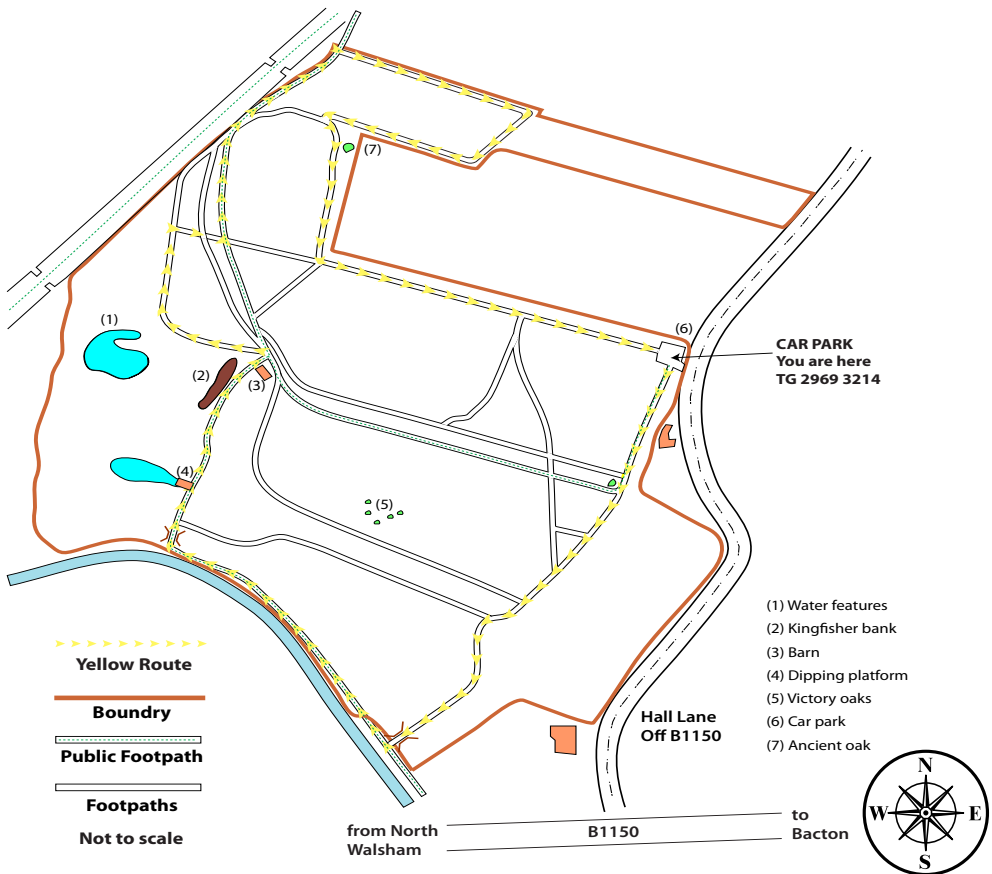 (7)
(1)
(6)
CAR PARK
You are here
TG 2969 3214
(2)
(3)
(4)
(5)
(1) Water features
(2) Kingfisher bank
(3) Barn
(4) Dipping platform
(5) Victory oaks
(6) Car park
(7) Ancient oak
Yellow Route
Boundry
Public Footpath
Footpaths
Not to scale
Hall Lane
Off B1150
from North
Walsham
B1150
to
Bacton
N
W
E
S